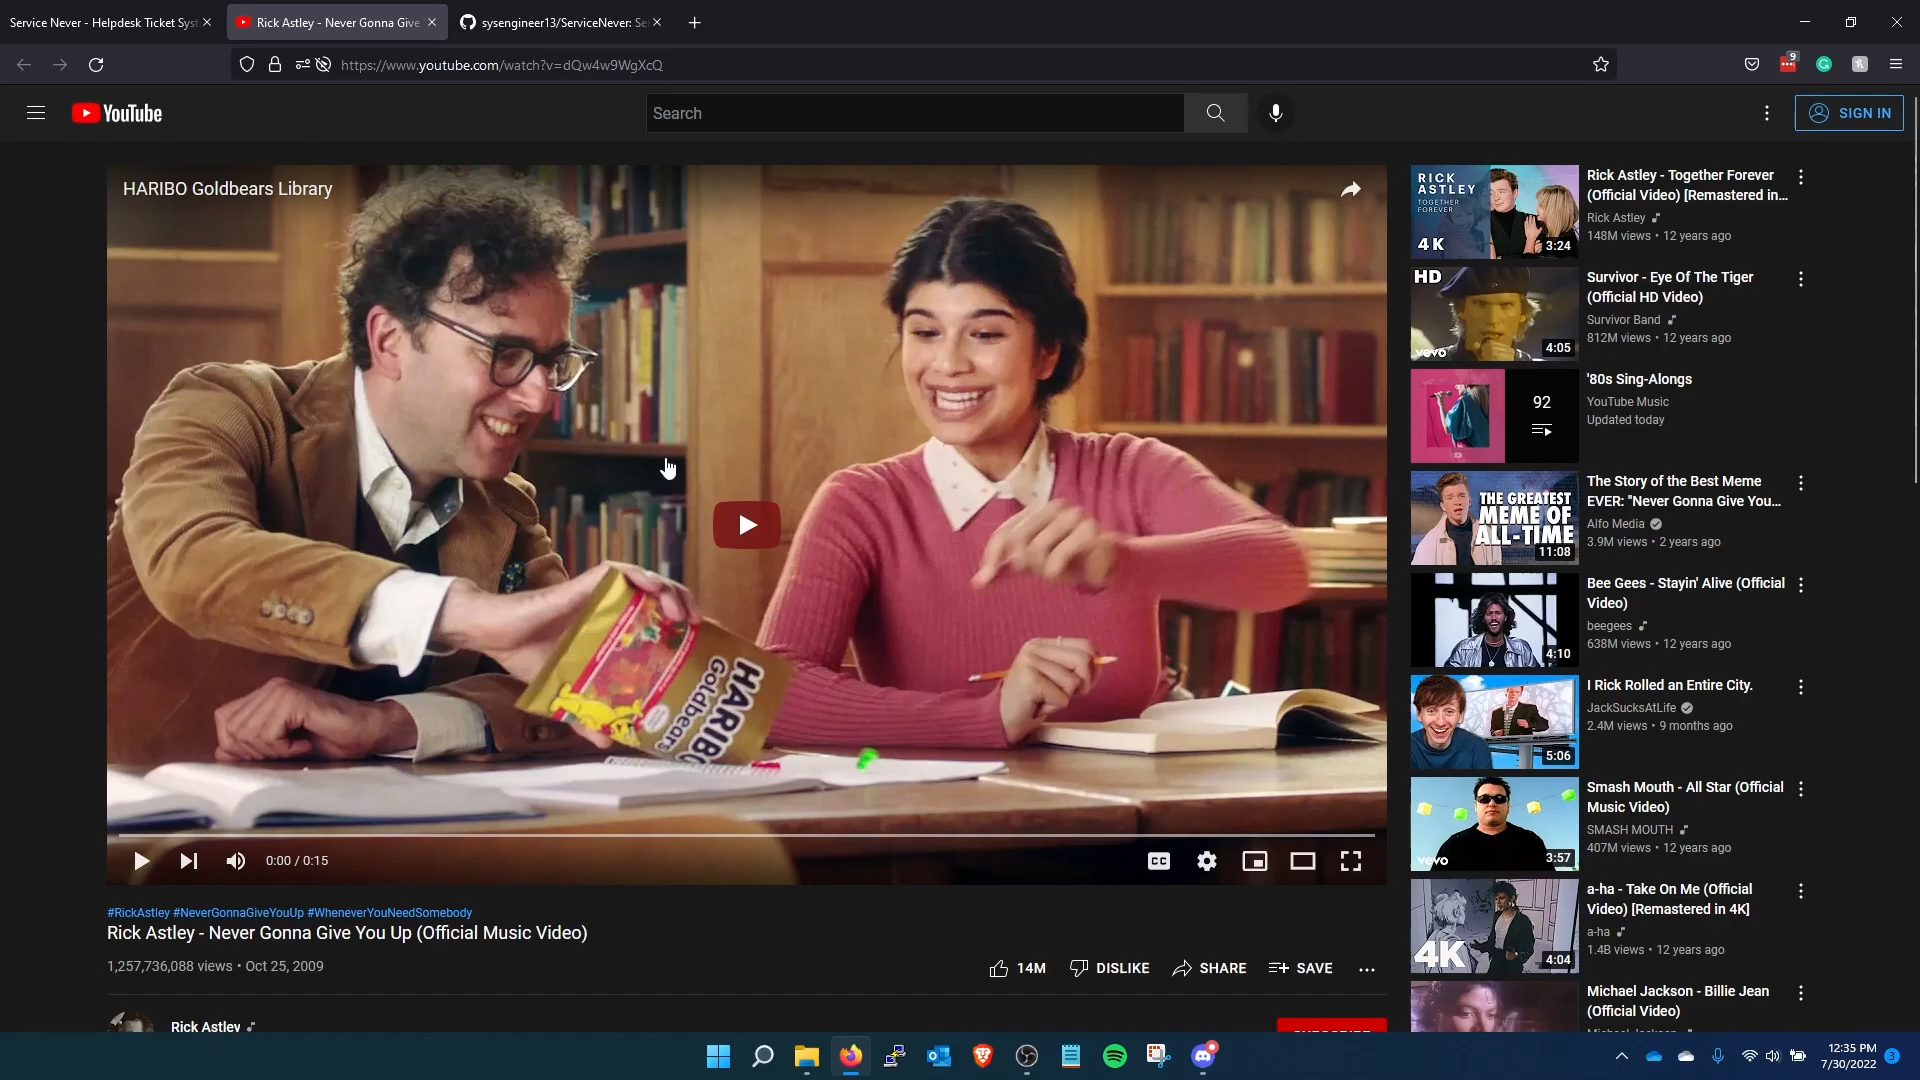 Service Never - Helpdesk Ticket Syst
Rick Astley - Never Gonna Give
sysengineer13/ServiceNever: Se
https://www.youtube.com/watch?v=dQw4w9WgXcQ
9
YouTube
Search
SIGN IN
HARIBO Goldbears Library
HARIBO
Goldbears
0:00 / 0:15
CC
#RickAstley #NeverGonnaGiveYouUp #WheneverYouNeedSomebody
Rick Astley - Never Gonna Give You Up (Official Music Video)
1,257,736,088 views • Oct 25, 2009
14M
DISLIKE
SHARE
SAVE
Rick Astley
RICK
ASTLEY
TOGETHER
FOREVER
4K
3:24
Rick Astley - Together Forever
(Official Video) [Remastered in...
Rick Astley
148M views • 12 years ago
HD
vevo
4:05
Survivor - Eye Of The Tiger
(Official HD Video)
Survivor Band
812M views • 12 years ago
92
'80s Sing-Alongs
YouTube Music
Updated today
THE GREATEST
MEME OF
ALL-TIME
11:08
The Story of the Best Meme
EVER: "Never Gonna Give You...
Alfo Media
3.9M views • 2 years ago
4:10
Bee Gees - Stayin' Alive (Official
Video)
beegees
638M views • 12 years ago
5:06
I Rick Rolled an Entire City.
JackSucksAtLife
2.4M views • 9 months ago
vevo
3:57
Smash Mouth - All Star (Official
Music Video)
SMASH MOUTH
407M views • 12 years ago
4K
4:04
a-ha - Take On Me (Official
Video) [Remastered in 4K]
a-ha
1.4B views • 12 years ago
Michael Jackson - Billie Jean
(Official Video)
12:35 PM
7/30/2022
3